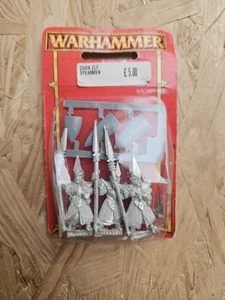 WARHAMMER
DARK ELF
SPEARMEN
£5.00